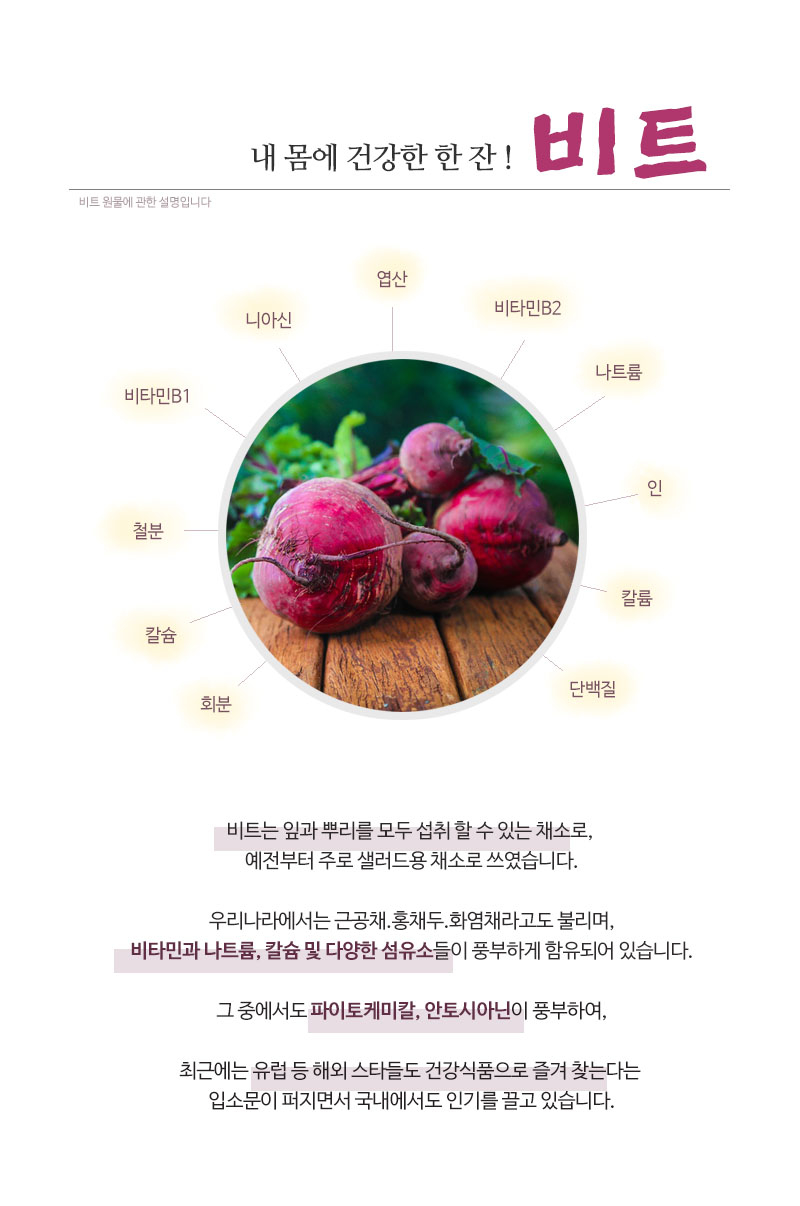 내 몸에 건강한 한 잔 ! 비트
비트 원물에 관한 설명입니다
엽산
니아신
비타민B2
나트륨
비타민B1
인
철분
칼륨
칼슘
단백질
회분
비트는 잎과 뿌리를 모두 섭취 할 수 있는 채소로,
예전부터 주로 샐러드용 채소로 쓰였습니다.
우리나라에서는 근공채.홍채두.화염채라고도 불리며,
비타민과 나트륨, 칼슘 및 다양한 섬유소들이 풍부하게 함유되어 있습니다.
그 중에서도 파이토케미칼, 안토시아닌이 풍부하여,
최근에는 유럽 등 해외 스타들도 건강식품으로 즐겨 찾는다는
입소문이 퍼지면서 국내에서도 인기를 끌고 있습니다.